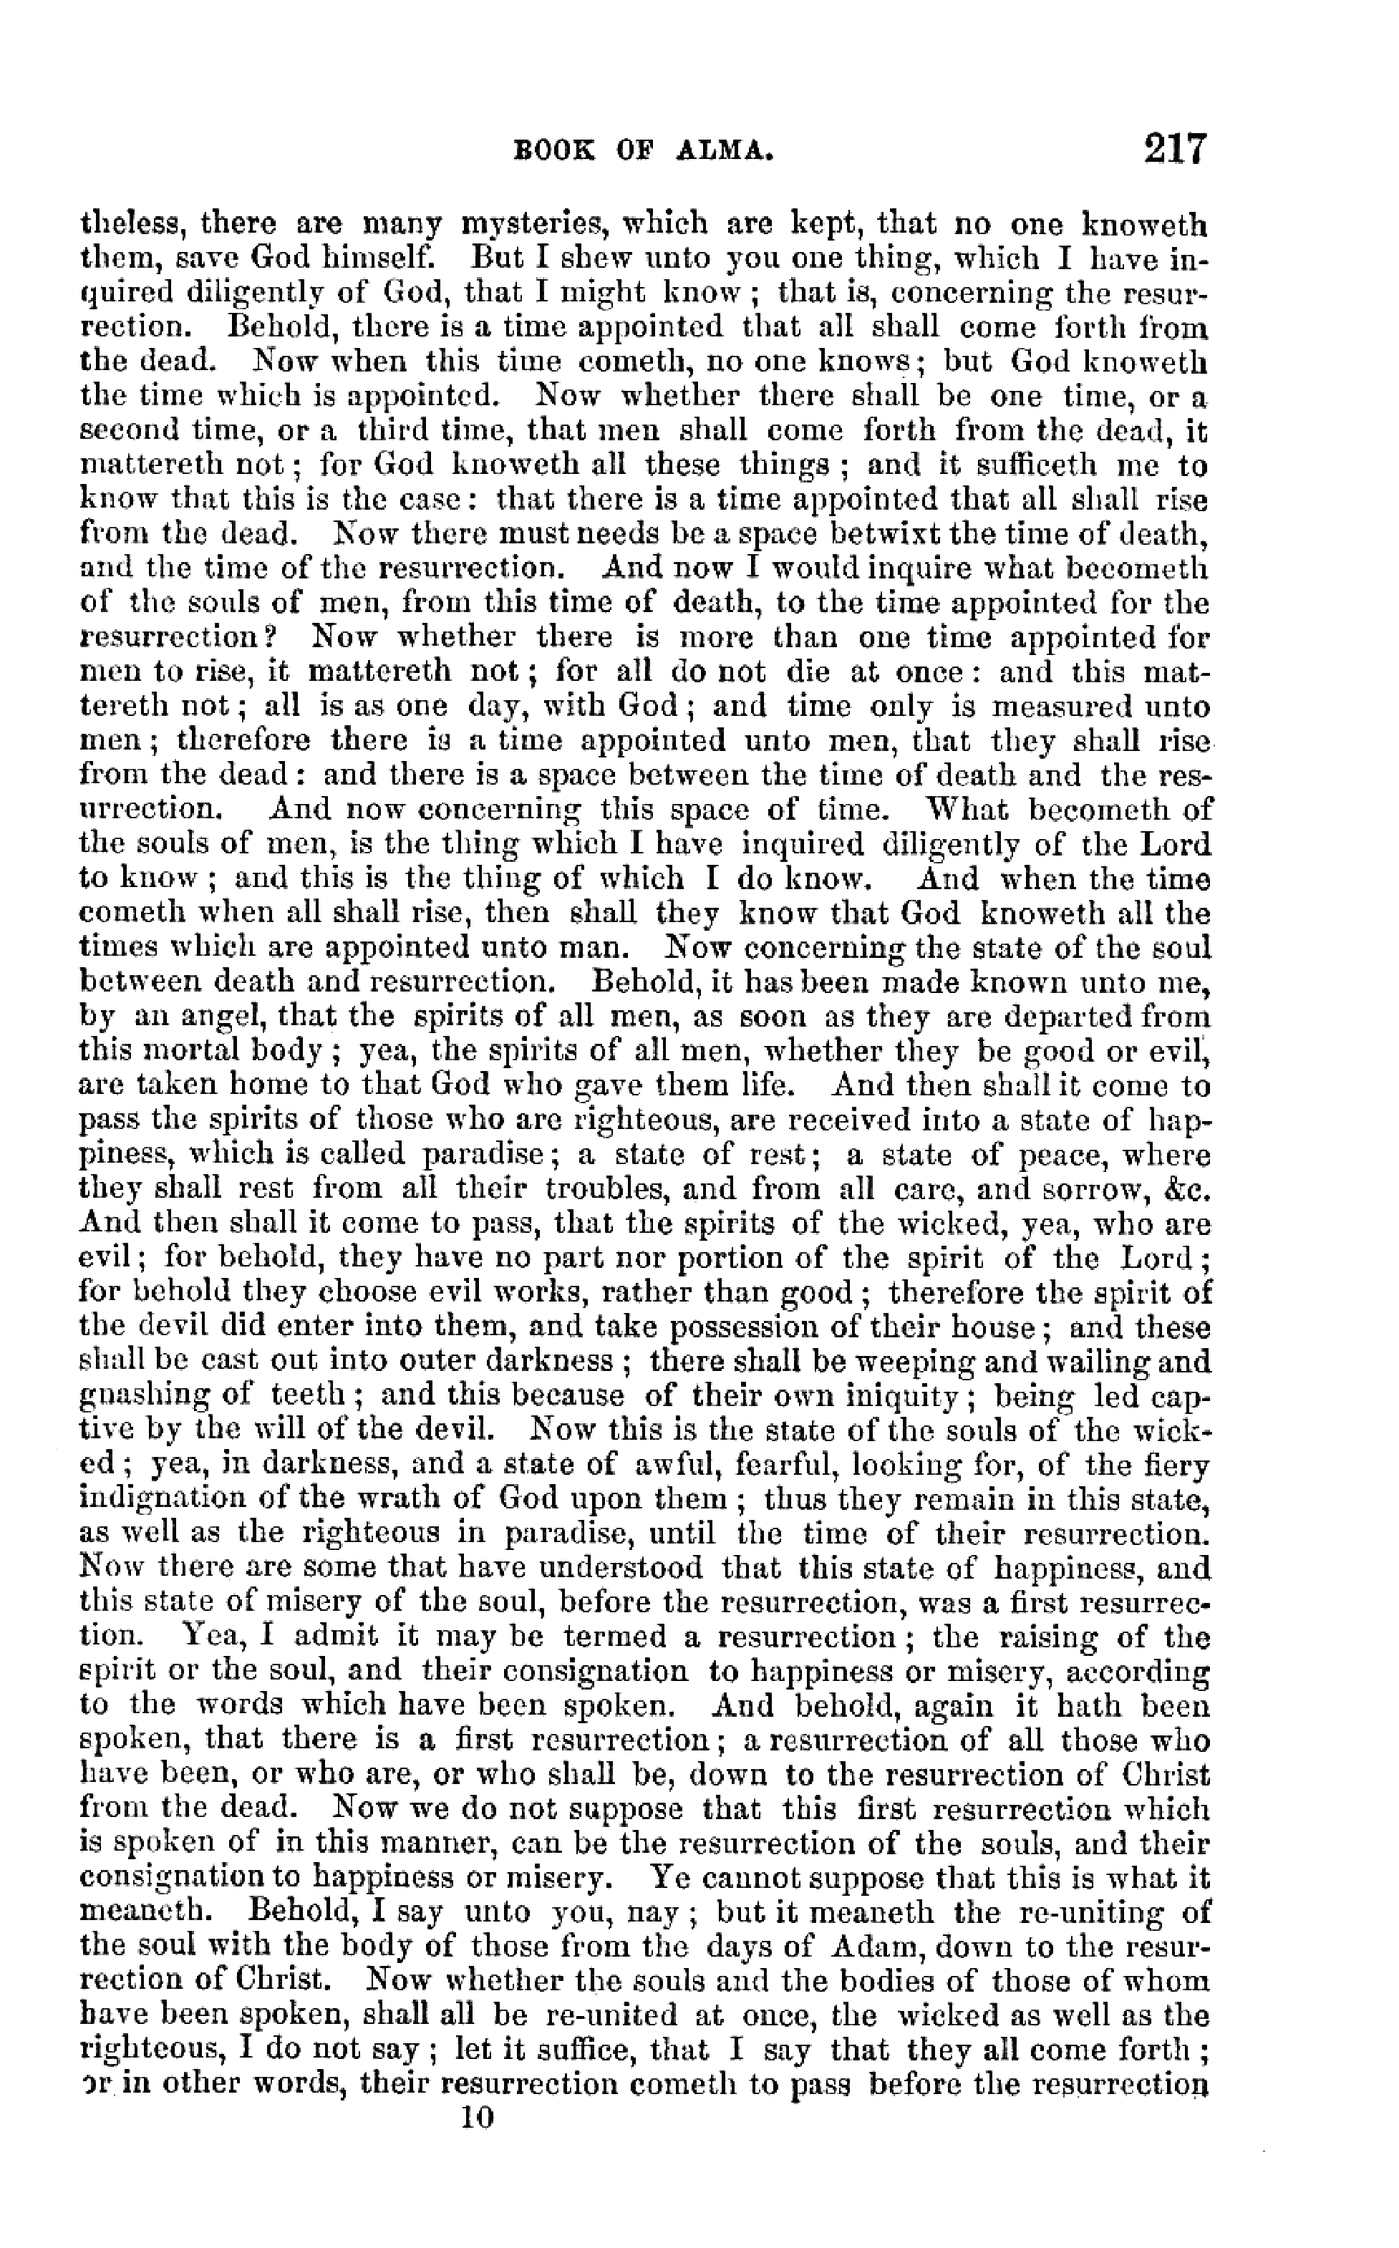 BOOK OF ALMA. 217
theless, there are many mysteries, which are kept, that no one knoweth
them, save God himself. But I shew unto you one thing, which I have in-
quired diligently of God, that I might know ; that is, concerning the resur-
rection. Behold, there is a time appointed that all shall come forth from
the dead. Now when this time cometh, no one knows ; but God knoweth
the time which is appointed. Now whether there shall be one time, or a
second time, or a third time, that men shall come forth from the dead, it
mattereth not ; for God knoweth all these things ; and it sufficeth me to
know that this is the case : that there is a time appointed that all shall rise
from the dead. Now there must needs be a space betwixt the time of death,
and the time of the resurrection. And now I would inquire what becometh
of the souls of men, from this time of death, to the time appointed for the
resurrection? Now whether there is more than one time appointed for
men to rise, it mattereth not ; for all do not die at once : and this mat-
tereth not ; all is as one day, with God ; and time only is measured unto
men ; therefore there is a time appointed unto men, that they shall rise
from the dead : and there is a space between the time of death and the res-
urrection. And now concerning this space of time. What becometh of
the souls of men, is the thing which I have inquired diligently of the Lord
to know ; and this is the thing of which I do know. And when the time
cometh when all shall rise, then shall they know that God knoweth all the
times which are appointed unto man. Now concerning the state of the soul
between death and resurrection. Behold, it has been made known unto me,
by an angel, that the spirits of all men, as soon as they are departed from
this mortal body ; yea, the spirits of all men, whether they be good or evil,
are taken home to that God who gave them life. And then shall it come to
pass the spirits of those who are righteous, are received into a state of hap-
piness, which is called paradise ; a state of rest ; a state of peace, where
they shall rest from all their troubles, and from all care, and sorrow, &c.
And then shall it come to pass, that the spirits of the wicked, yea, who are
evil ; for behold, they have no part nor portion of the spirit of the Lord ;
for behold they choose evil works, rather than good ; therefore the spirit of
the devil did enter into them, and take possession of their house ; and these
shall be cast out into outer darkness ; there shall be weeping and wailing and
gnashing of teeth ; and this because of their own iniquity ; being led cap-
tive by the will of the devil. Now this is the state of the souls of the wick-
ed ; yea, in darkness, and a state of awful, fearful, looking for, of the fiery
indignation of the wrath of God upon them ; thus they remain in this state,
as well as the righteous in paradise, until the time of their resurrection.
Now there are some that have understood that this state of happiness, and
this state of misery of the soul, before the resurrection, was a first resurrec-
tion. Yea, I admit it may be termed a resurrection ; the raising of the
spirit or the soul, and their consignation to happiness or misery, according
to the words which have been spoken. And behold, again it hath been
spoken, that there is a first resurrection ; a resurrection of all those who
have been, or who are, or who shall be, down to the resurrection of Christ
from the dead. Now we do not suppose that this first resurrection which
is spoken of in this manner, can be the resurrection of the souls, and their
consignation to happiness or misery. Ye cannot suppose that this is what it
meaneth. Behold, I say unto you, nay ; but it meaneth the re-uniting of
the soul with the body of those from the days of Adam, down to the resur-
rection of Christ. Now whether the souls and the bodies of those of whom
have been spoken, shall all be re-united at once, the wicked as well as the
righteous, I do not say ; let it suffice, that I say that they all come forth ;
or in other words, their resurrection cometh to pass before the resurrection
10